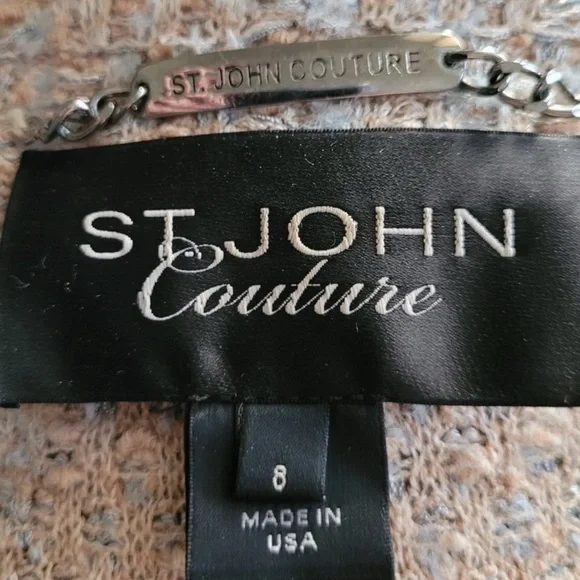 ST. JOHN COUTURE
ST. JOHN
Couture
8
MADE IN
USA